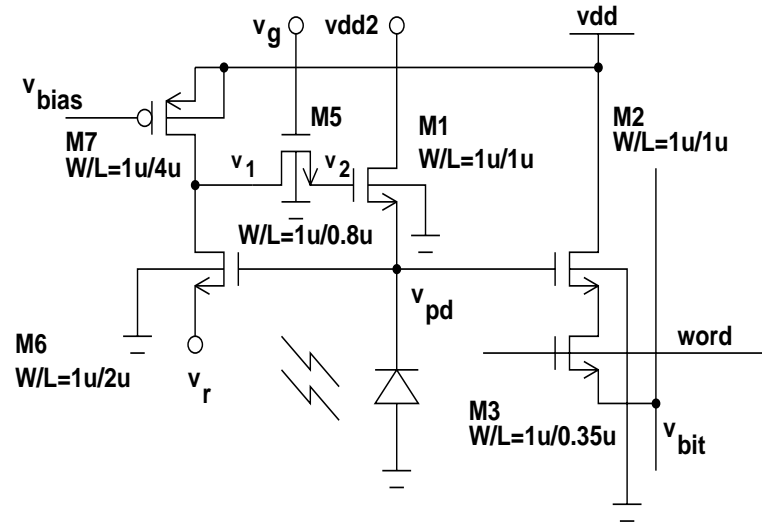 v_g
vdd2
vdd
v_bias
M5
M7
W/L=1u/4u
M1
W/L=1u/1u
M2
W/L=1u/1u
v_1
v_2
W/L=1u/0.8u
v_pd
M6
W/L=1u/2u
v_r
word
M3
W/L=1u/0.35u
v_bit